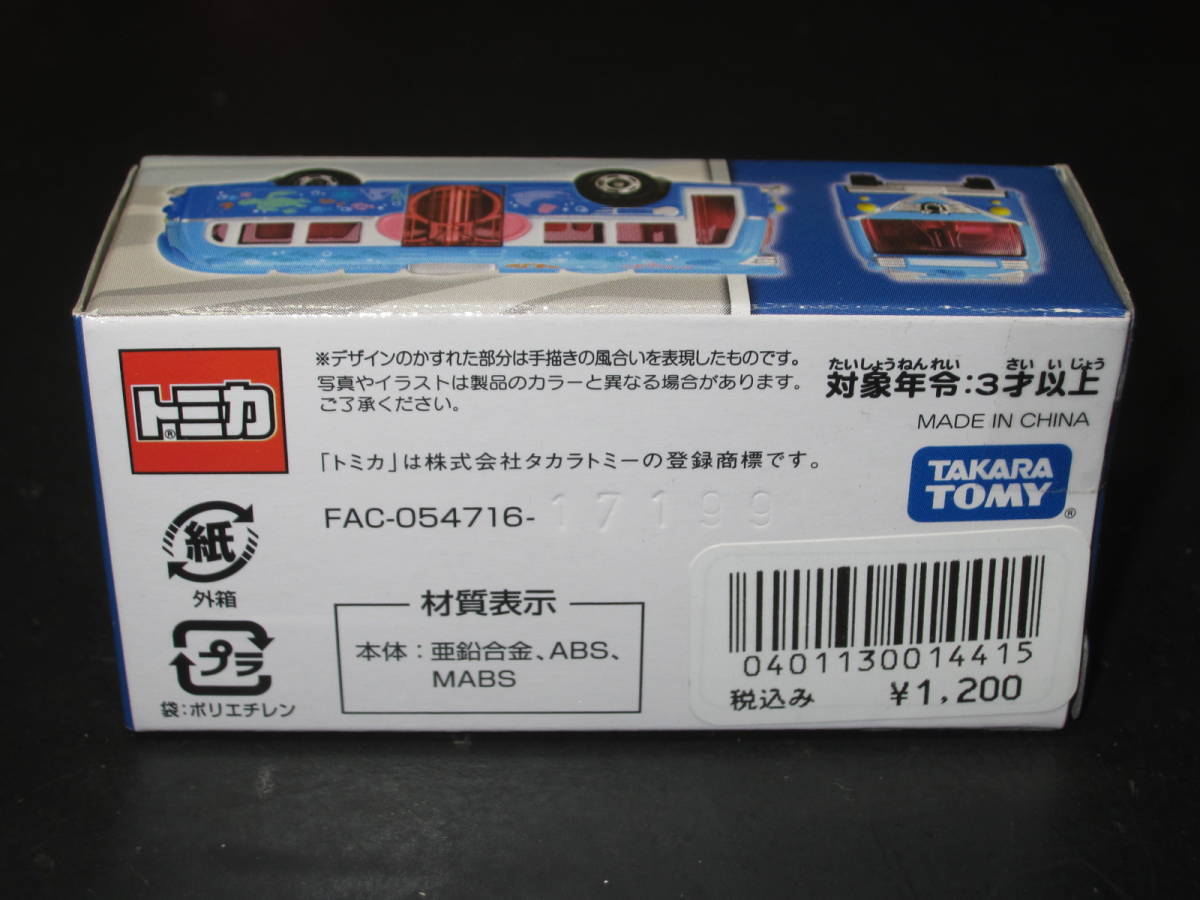 トミカ®
※デザインのかすれた部分は手描きの風合いを表現したものです。
写真やイラストは製品のカラーと異なる場合があります。
ご了承ください。
「トミカ」は株式会社タカラトミーの登録商標です。
FAC-054716-17199
たいしょうねんれい さいいじょう
対象年令:3才以上
MADE IN CHINA
TAKARA
TOMY®
紙
外箱
プラ
袋:ポリエチレン
材質表示
本体:亜鉛合金、ABS、
MABS
0401130014415
税込み ¥1,200